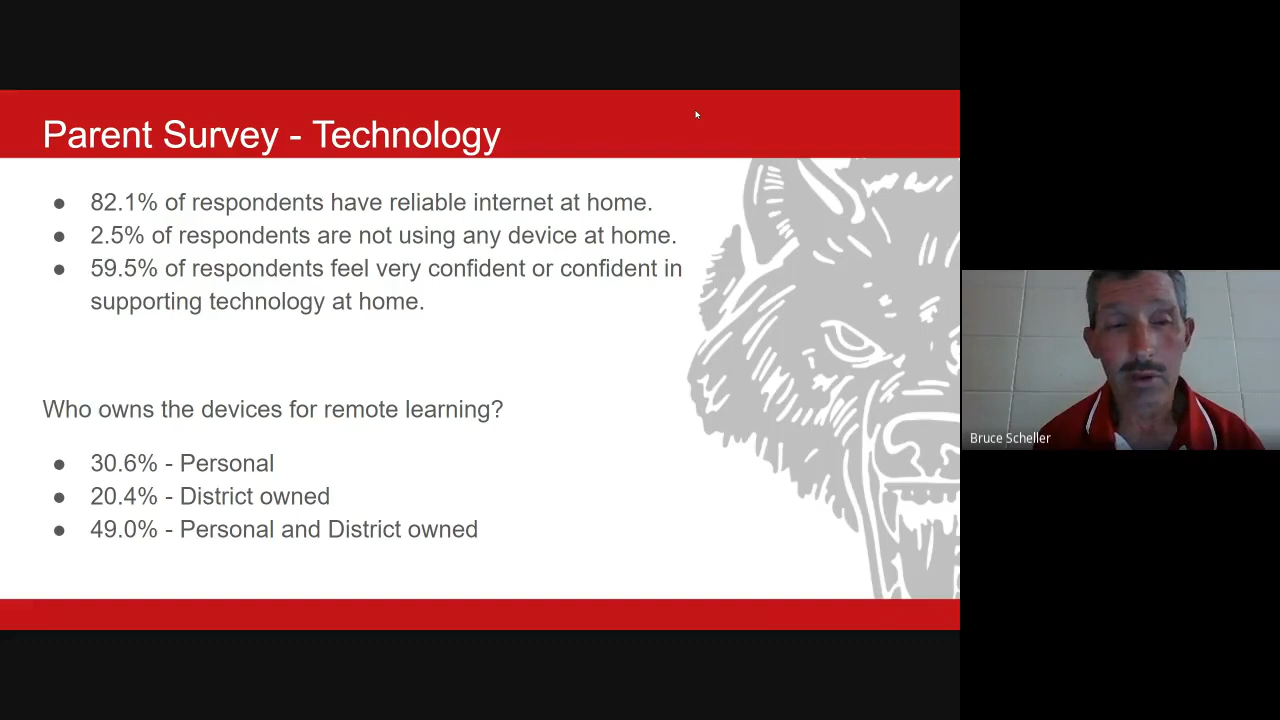 Parent Survey - Technology
● 82.1% of respondents have reliable internet at home.
● 2.5% of respondents are not using any device at home.
● 59.5% of respondents feel very confident or confident in
supporting technology at home.
Who owns the devices for remote learning?
● 30.6% - Personal
● 20.4% - District owned
● 49.0% - Personal and District owned
Bruce Scheller